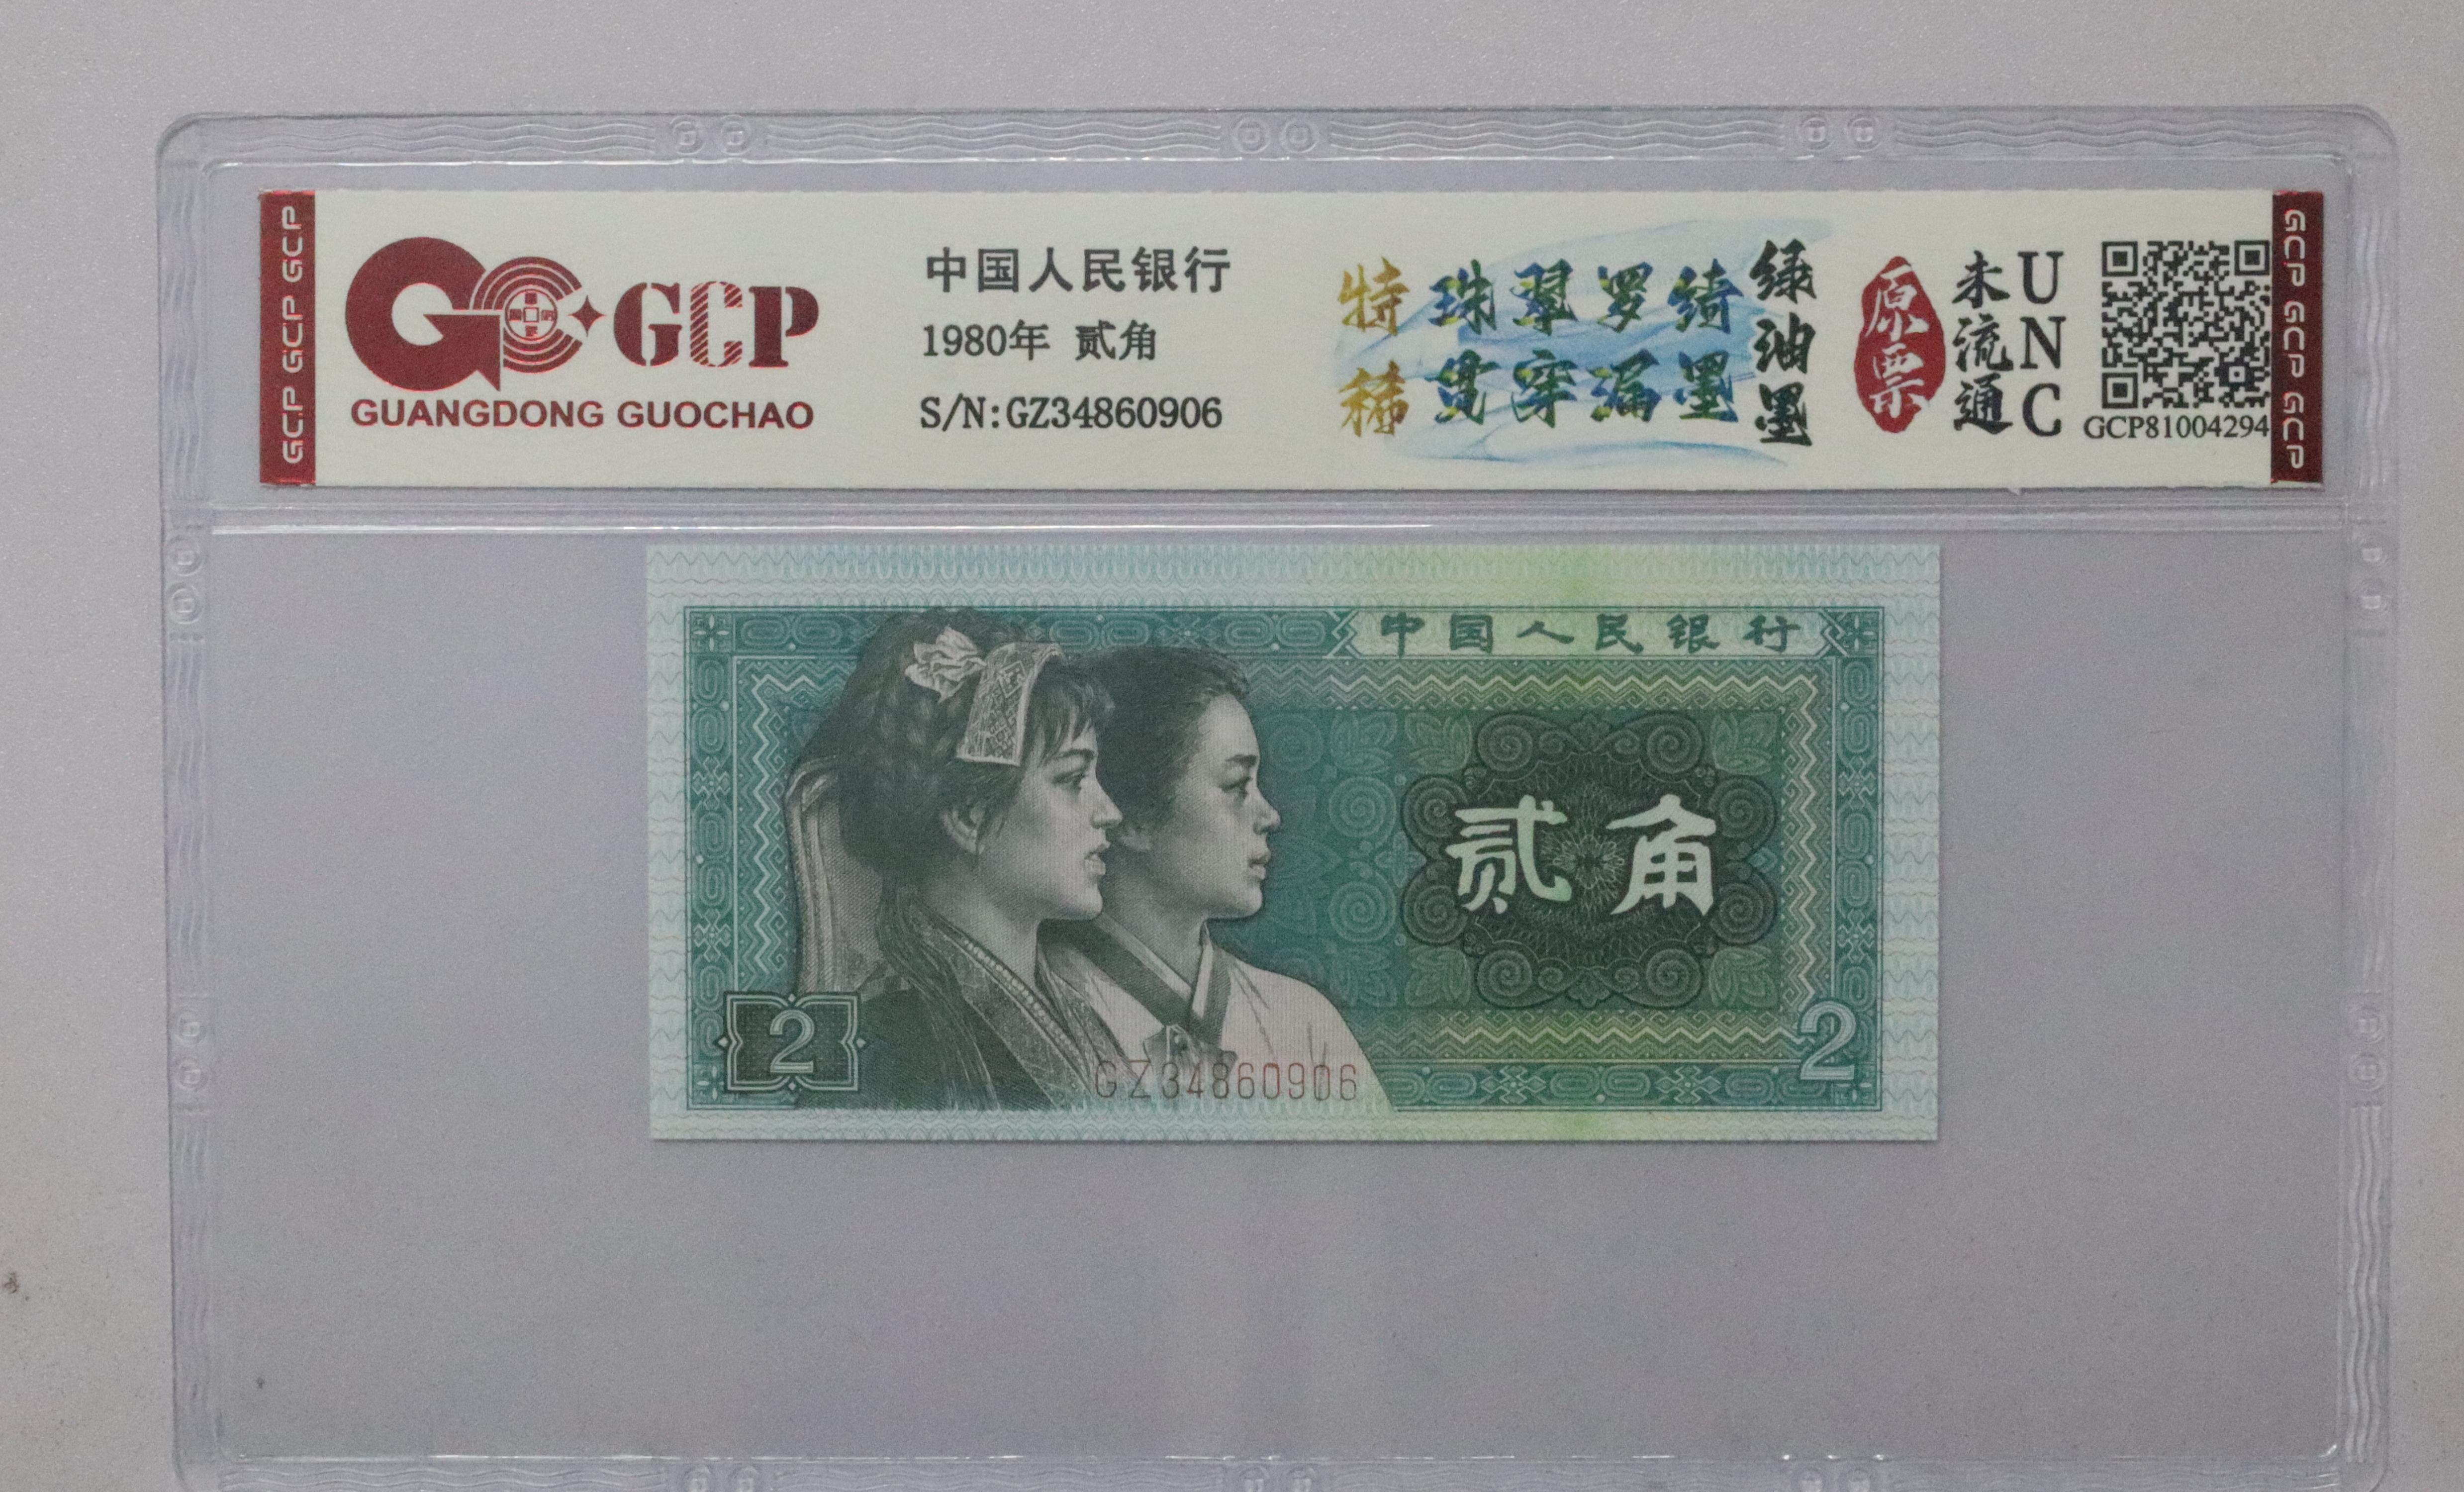 GCP GCP GCP
GCP
GUANGDONG GUOCHAO
中国人民银行
1980年 贰角
S/N:GZ34860906
特稀
珠翠罗绮
贯穿漏墨
绿油墨
原票
未流通
UNC
GCP81004294
GCP GCP GCP
中国人民银行
贰角
2
2
GZ34860906